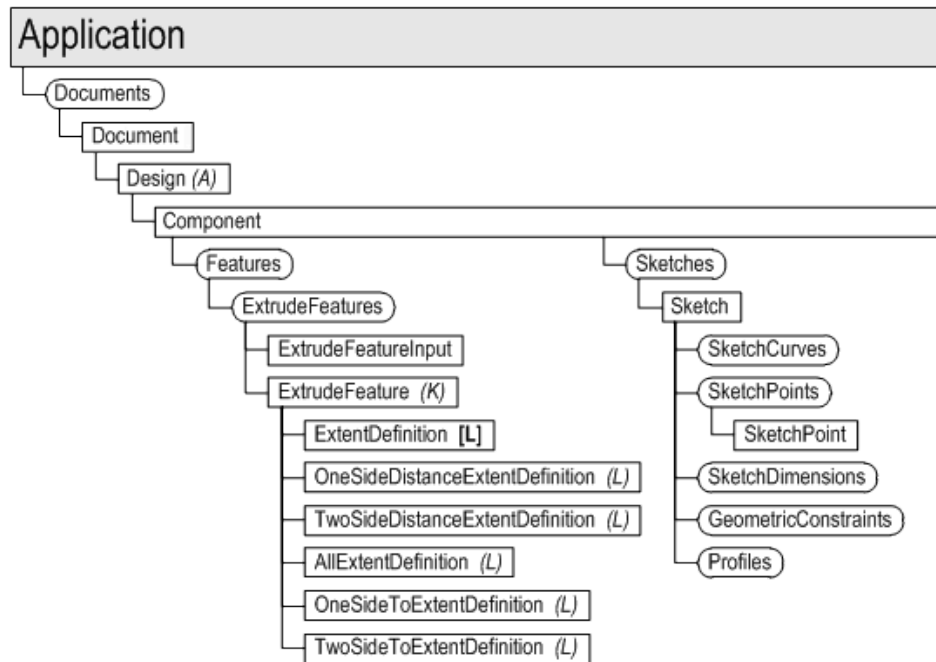 Application
Documents
Document
Design (A)
Component
Features
Sketches
ExtrudeFeatures
Sketch
ExtrudeFeatureInput
SketchCurves
ExtrudeFeature (K)
SketchPoints
ExtentDefinition [L]
SketchPoint
OneSideDistanceExtentDefinition (L)
SketchDimensions
TwoSideDistanceExtentDefinition (L)
GeometricConstraints
AllExtentDefinition (L)
Profiles
OneSideToExtentDefinition (L)
TwoSideToExtentDefinition (L)